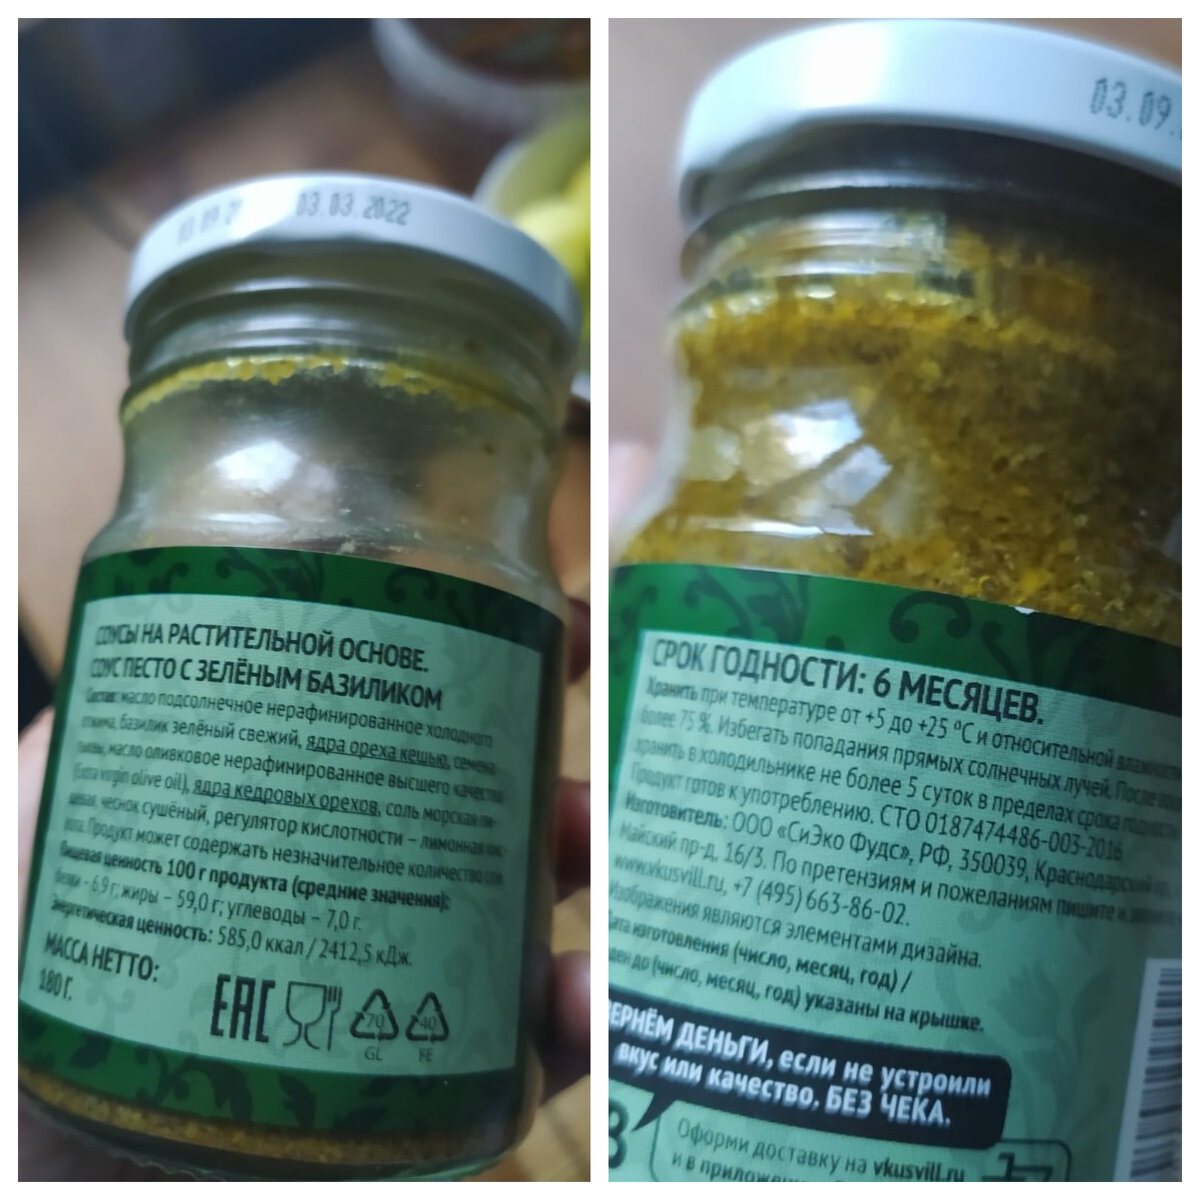 03.03.2022
СОУСЫ НА РАСТИТЕЛЬНОЙ ОСНОВЕ.
СОУС ПЕСТО С ЗЕЛЁНЫМ БАЗИЛИКОМ
Состав: масло подсолнечное нерафинированное холодного
отжима, базилик зелёный свежий, ядра ореха кешью, семена
тыквы, масло оливковое нерафинированное высшего качества
(Extra virgin olive oil), ядра кедровых орехов, соль морская пи-
щевая, чеснок сушёный, регулятор кислотности – лимонная кис-
лота. Продукт может содержать незначительное количество сои.
Пищевая ценность 100 г продукта (средние значения):
белки – 6,9 г; жиры – 59,0 г; углеводы – 7,0 г.
Энергетическая ценность: 585,0 ккал / 2412,5 кДж.
МАССА НЕТТО:
180 г.
EAC
70
GL
40
FE
03.09.
СРОК ГОДНОСТИ: 6 МЕСЯЦЕВ.
Хранить при температуре от +5 до +25 °С и относительной влажности
более 75 %. Избегать попадания прямых солнечных лучей. После
хранить в холодильнике не более 5 суток в пределах срока годности.
Продукт готов к употреблению. СТО 0187474486-003-2016
Изготовитель: ООО «СиЭко Фудс», РФ, 350039, Краснодарский
Майский пр-д, 16/3. По претензиям и пожеланиям пишите и
www.vkusvill.ru, +7 (495) 663-86-02.
Изображения являются элементами дизайна.
Дата изготовления (число, месяц, год) /
ден до (число, месяц, год) указаны на крышке.
ВЕРНЁМ ДЕНЬГИ, если не устроили
вкус или качество. БЕЗ ЧЕКА.
Оформи доставку на vkusvill.ru
и в приложении